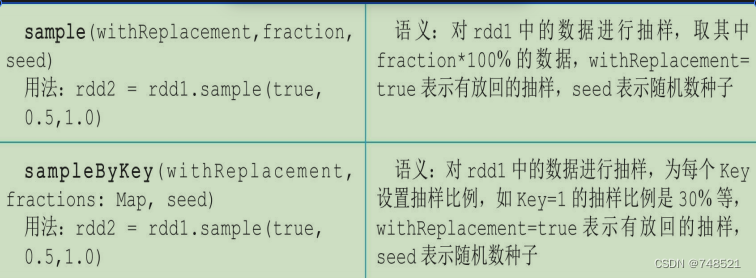 sample(withReplacement,fraction,
seed)
用法：rdd2 = rdd1.sample(true,
0.5,1.0)
语义：对 rdd1 中的数据进行抽样，取其中
fraction*100% 的数据，withReplacement=
true 表示有放回的抽样，seed 表示随机数种子
sampleByKey(withReplacement,
fractions: Map, seed)
用法：rdd2 = rdd1.sample(true,
0.5,1.0)
语义：对 rdd1 中的数据进行抽样，为每个 Key
设置抽样比例，如 Key=1 的抽样比例是 30% 等，
withReplacement=true 表示有放回的抽样，
seed 表示随机数种子
CSDN @748521